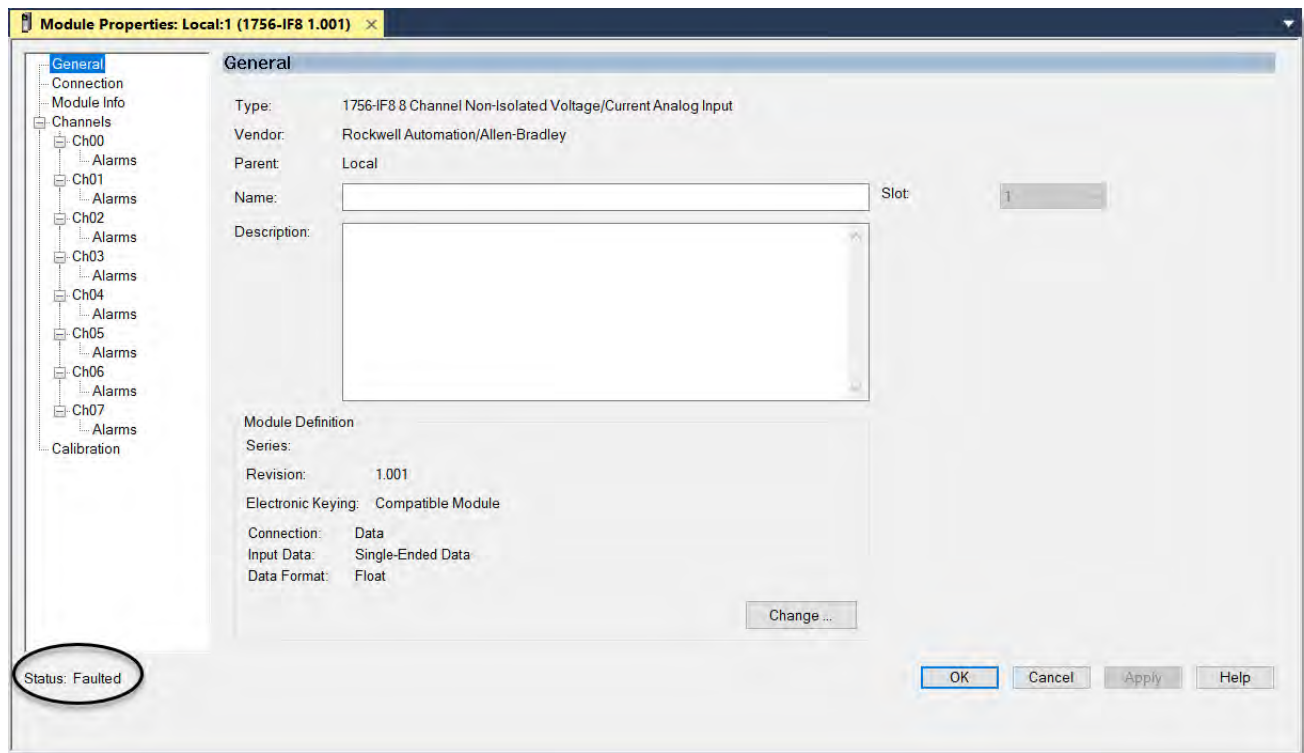 Module Properties: Local:1 (1756-IF8 1.001) ×
General
Connection
Module Info
Channels
Ch00
Alarms
Ch01
Alarms
Ch02
Alarms
Ch03
Alarms
Ch04
Alarms
Ch05
Alarms
Ch06
Alarms
Ch07
Alarms
Calibration
General
Type: 1756-IF8 8 Channel Non-Isolated Voltage/Current Analog Input
Vendor: Rockwell Automation/Allen-Bradley
Parent: Local
Name: Slot: 1
Description:
Module Definition
Series:
Revision: 1.001
Electronic Keying: Compatible Module
Connection: Data
Input Data: Single-Ended Data
Data Format: Float
Change ...
Status: Faulted
OK Cancel Apply Help